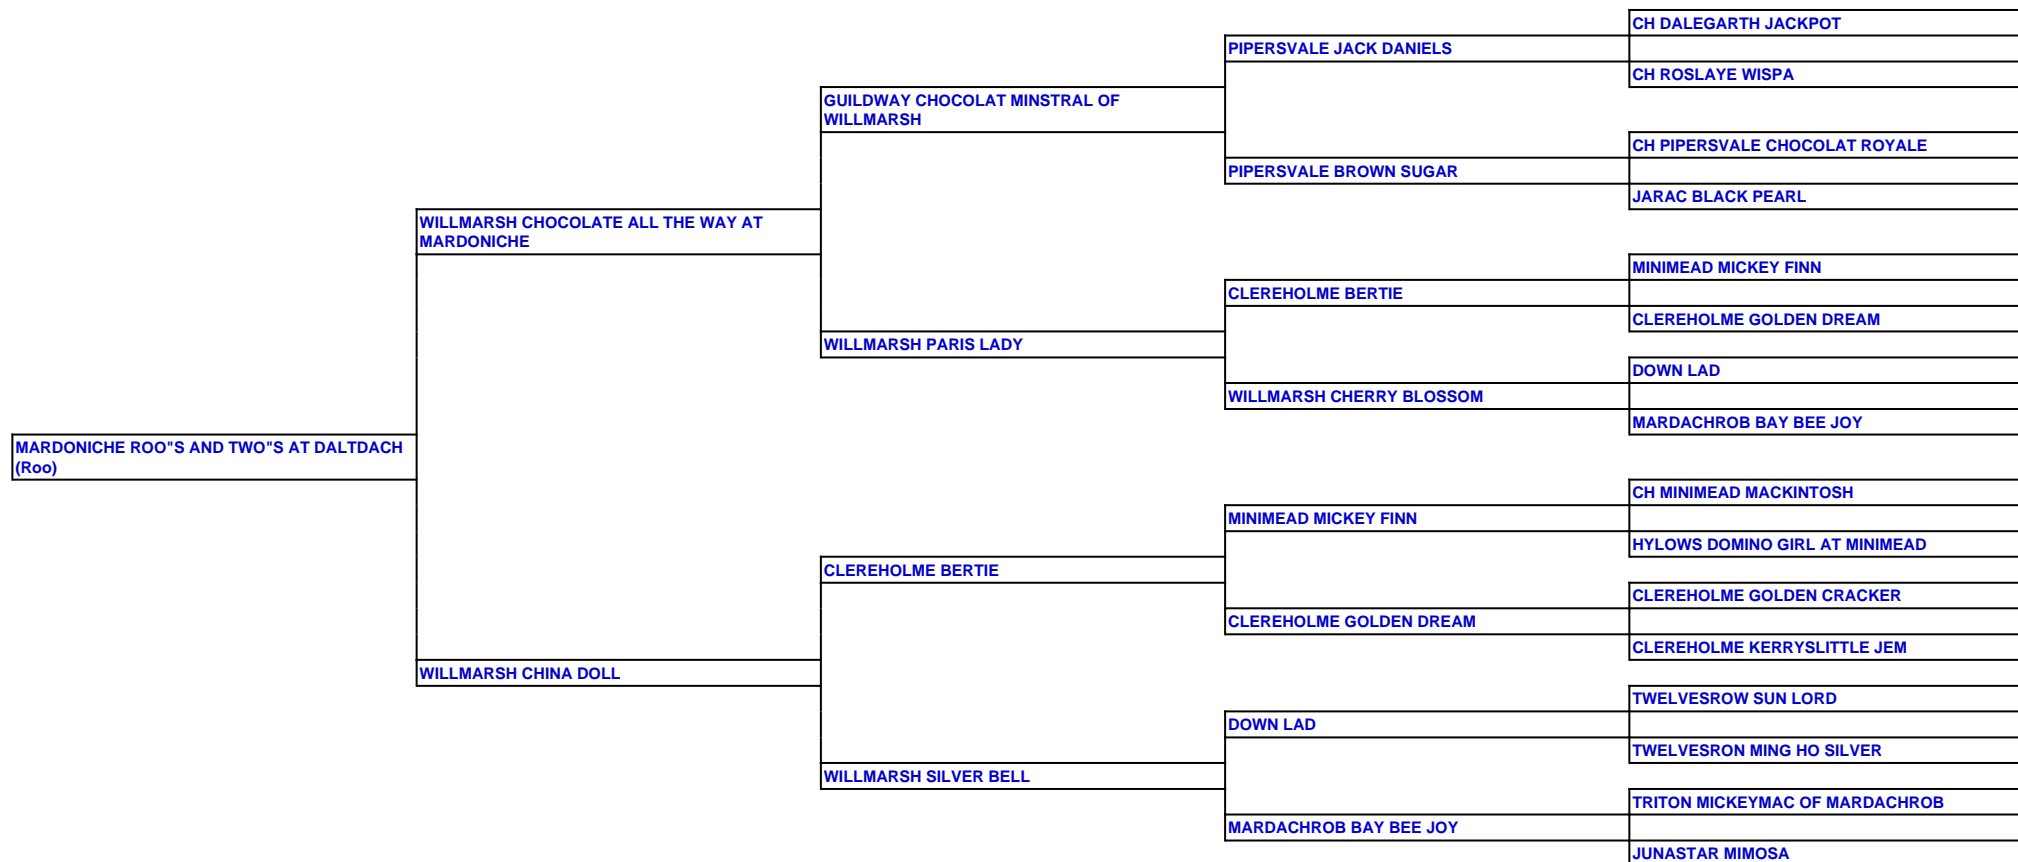 CH DALEGARTH JACKPOT
PIPERSVALE JACK DANIELS
CH ROSLAYE WISPA
GUILDWAY CHOCOLAT MINSTRAL OF
WILLMARSH
CH PIPERSVALE CHOCOLAT ROYALE
PIPERSVALE BROWN SUGAR
JARAC BLACK PEARL
WILLMARSH CHOCOLATE ALL THE WAY AT
MARDONICHE
MINIMEAD MICKEY FINN
CLEREHOLME BERTIE
CLEREHOLME GOLDEN DREAM
WILLMARSH PARIS LADY
DOWN LAD
WILLMARSH CHERRY BLOSSOM
MARDACHROB BAY BEE JOY
MARDONICHE ROO"S AND TWO"S AT DALTDACH
(Roo)
CH MINIMEAD MACKINTOSH
MINIMEAD MICKEY FINN
HYLOWS DOMINO GIRL AT MINIMEAD
CLEREHOLME BERTIE
CLEREHOLME GOLDEN CRACKER
CLEREHOLME GOLDEN DREAM
CLEREHOLME KERRYSLITTLE JEM
WILLMARSH CHINA DOLL
TWELVESROW SUN LORD
DOWN LAD
TWELVESRON MING HO SILVER
WILLMARSH SILVER BELL
TRITON MICKEYMAC OF MARDACHROB
MARDACHROB BAY BEE JOY
JUNASTAR MIMOSA